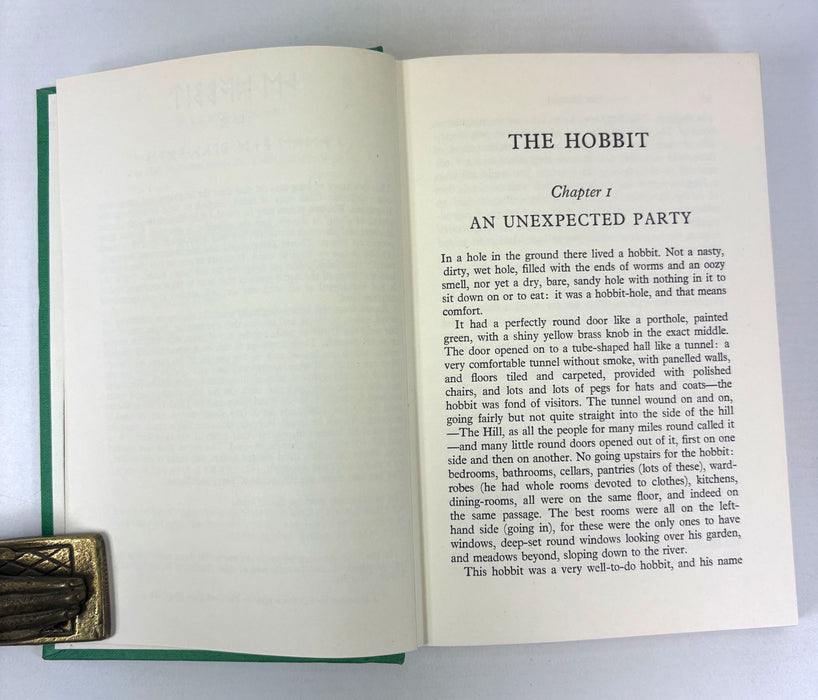 THE HOBBIT
Chapter 1
AN UNEXPECTED PARTY
In a hole in the ground there lived a hobbit. Not a nasty,
dirty, wet hole, filled with the ends of worms and an oozy
smell, nor yet a dry, bare, sandy hole with nothing in it to
sit down on or to eat: it was a hobbit-hole, and that means
comfort.
It had a perfectly round door like a porthole, painted
green, with a shiny yellow brass knob in the exact middle.
The door opened on to a tube-shaped hall like a tunnel: a
very comfortable tunnel without smoke, with panelled walls,
and floors tiled and carpeted, provided with polished
chairs, and lots and lots of pegs for hats and coats—the
hobbit was fond of visitors. The tunnel wound on and on,
going fairly but not quite straight into the side of the hill
—The Hill, as all the people for many miles round called it
—and many little round doors opened out of it, first on one
side and then on another. No going upstairs for the hobbit:
bedrooms, bathrooms, cellars, pantries (lots of these), ward-
robes (he had whole rooms devoted to clothes), kitchens,
dining-rooms, all were on the same floor, and indeed on
the same passage. The best rooms were all on the left-
hand side (going in), for these were the only ones to have
windows, deep-set round windows looking over his garden,
and meadows beyond, sloping down to the river.
This hobbit was a very well-to-do hobbit, and his name